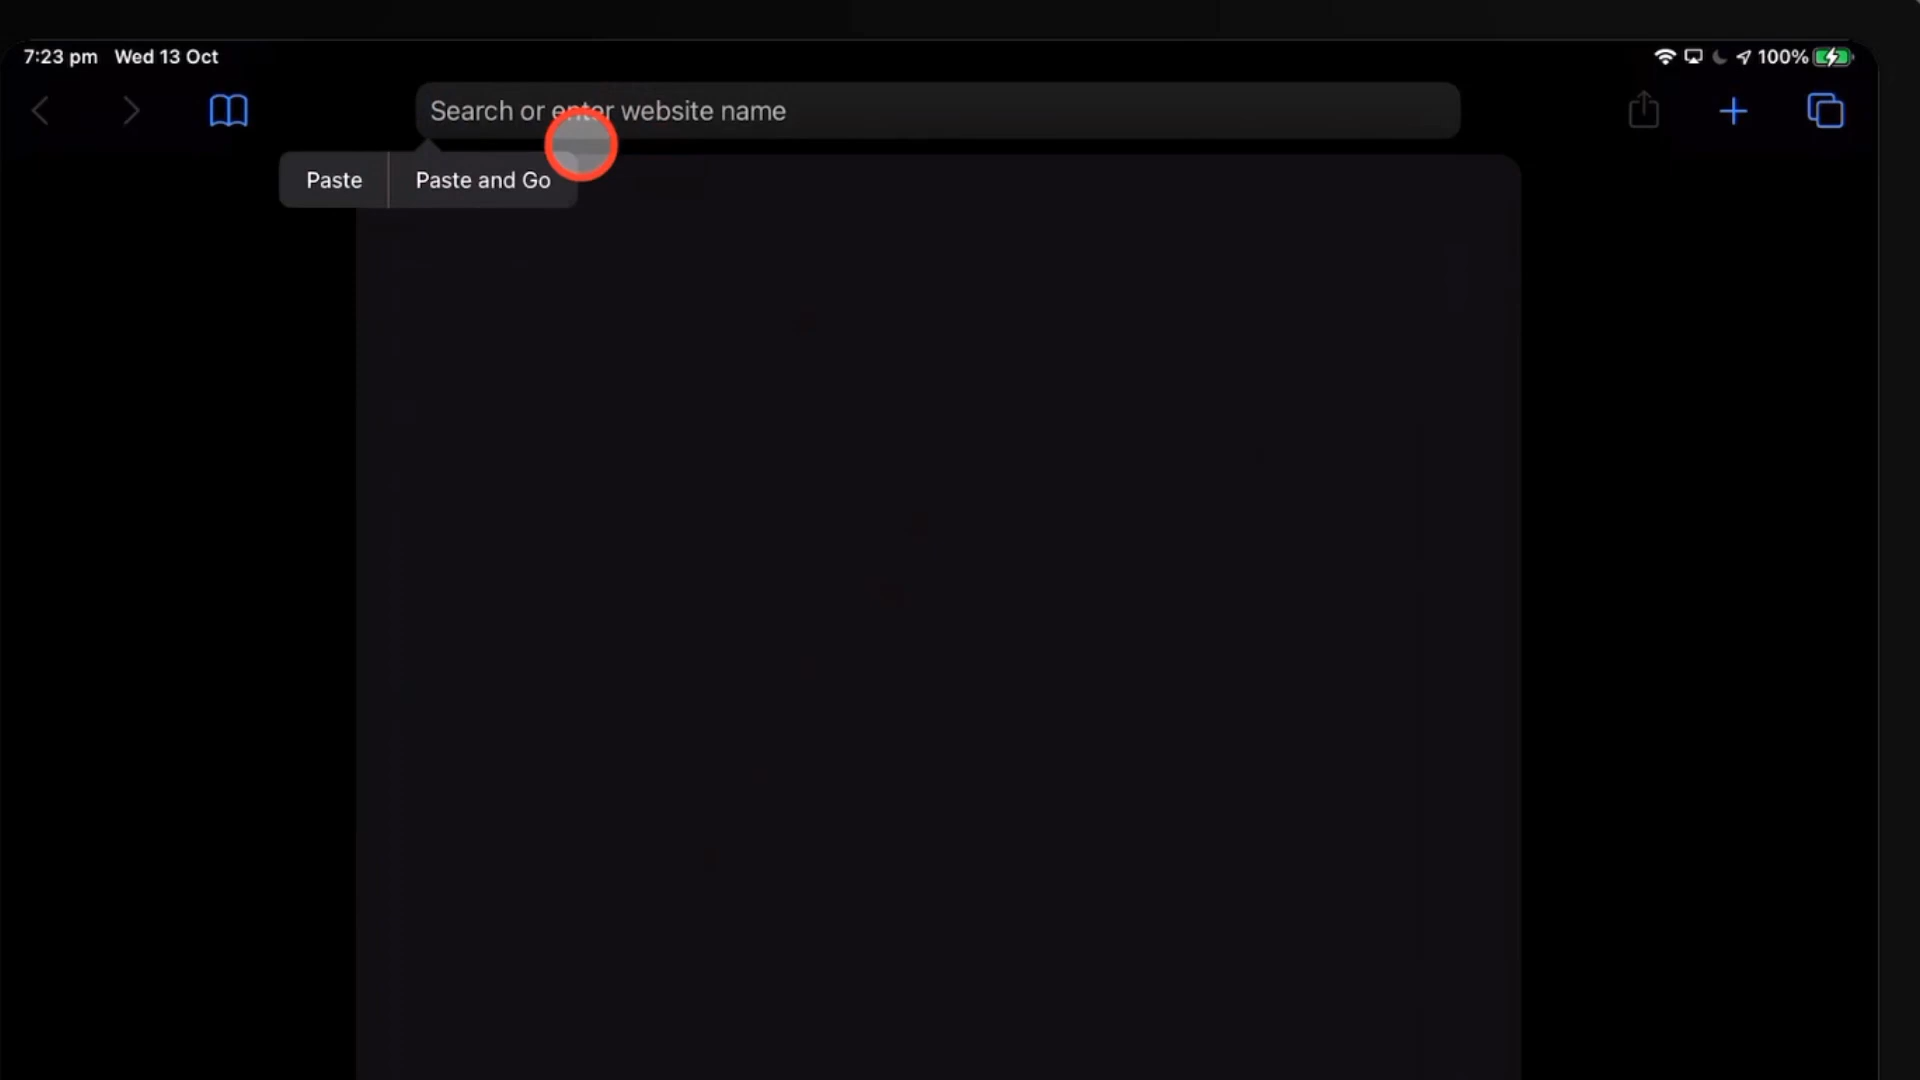 7:23 pm Wed 13 Oct
100%
Search or enter website name
Paste
Paste and Go